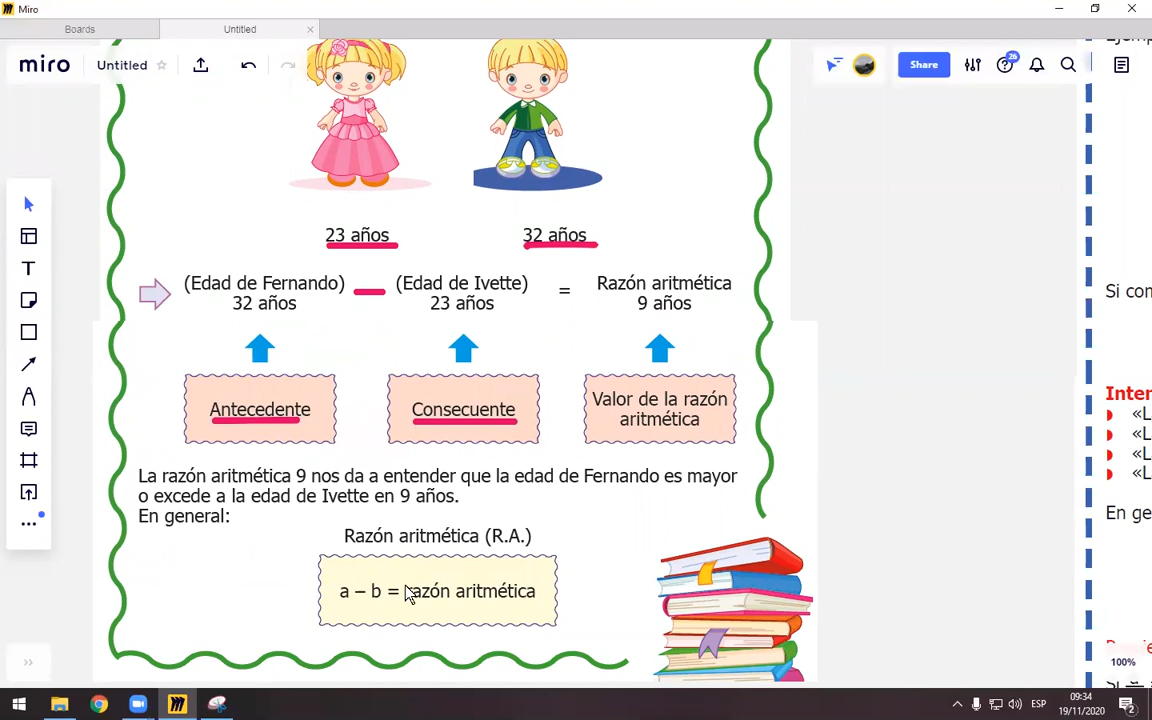 Miro
Boards
Untitled
miro
Untitled
Share
26
23 años
32 años
(Edad de Fernando)
32 años
(Edad de Ivette)
23 años
=
Razón aritmética
9 años
Antecedente
Consecuente
Valor de la razón
aritmética
La razón aritmética 9 nos da a entender que la edad de Fernando es mayor
o excede a la edad de Ivette en 9 años.
En general:
Razón aritmética (R.A.)
a – b = razón aritmética
Si con
Inter
«L
«L
«L
«L
En ge
100%
ESP
09:34
19/11/2020
2